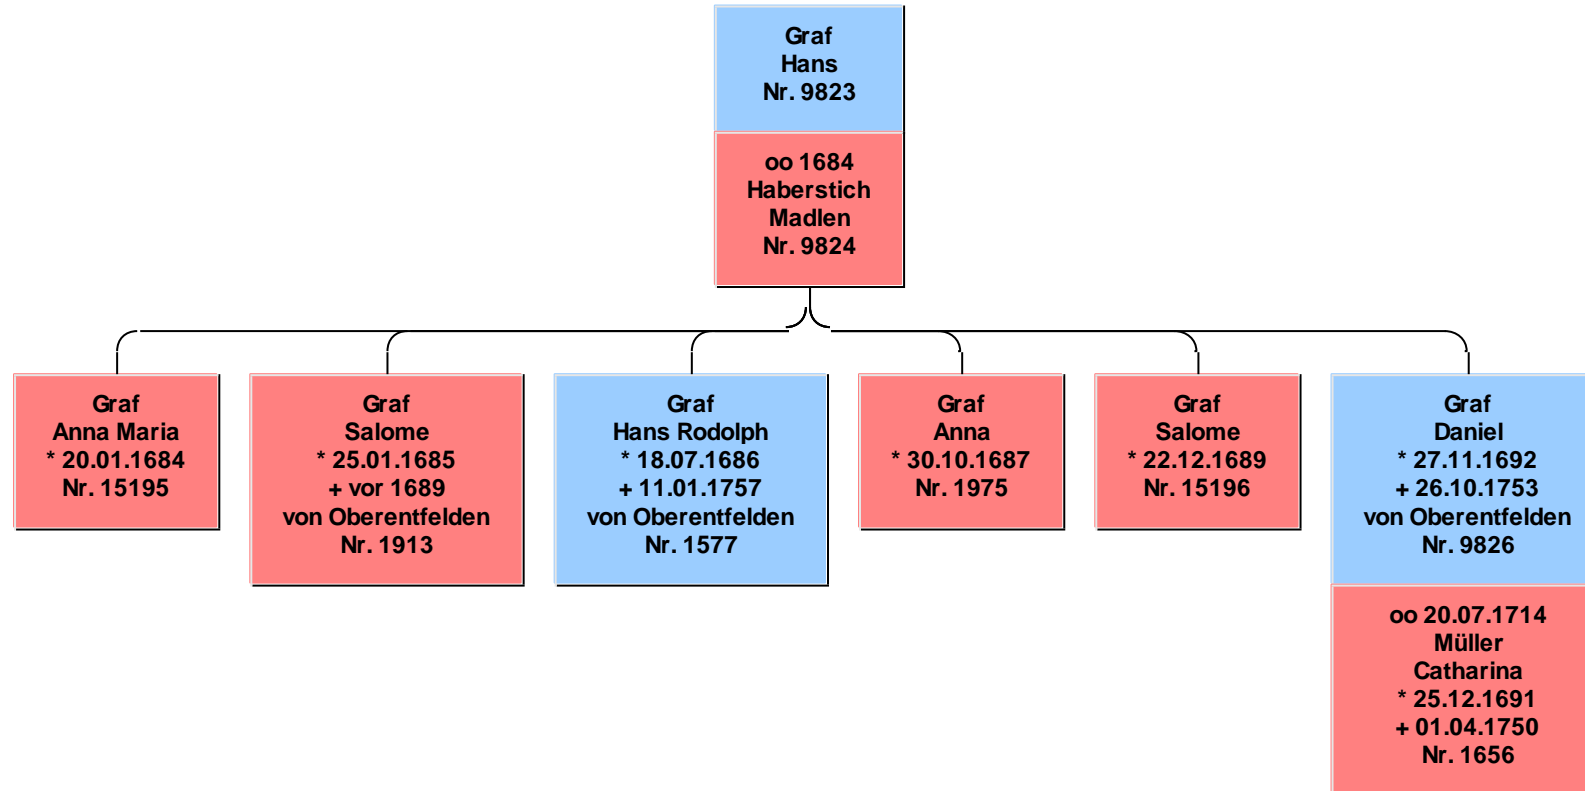 Graf
Hans
Nr. 9823
oo 1684
Haberstich
Madlen
Nr. 9824
Graf
Anna Maria
* 20.01.1684
Nr. 15195
Graf
Salome
* 25.01.1685
+ vor 1689
von Oberentfelden
Nr. 1913
Graf
Hans Rodolph
* 18.07.1686
+ 11.01.1757
von Oberentfelden
Nr. 1577
Graf
Anna
* 30.10.1687
Nr. 1975
Graf
Salome
* 22.12.1689
Nr. 15196
Graf
Daniel
* 27.11.1692
+ 26.10.1753
von Oberentfelden
Nr. 9826
oo 20.07.1714
Müller
Catharina
* 25.12.1691
+ 01.04.1750
Nr. 1656